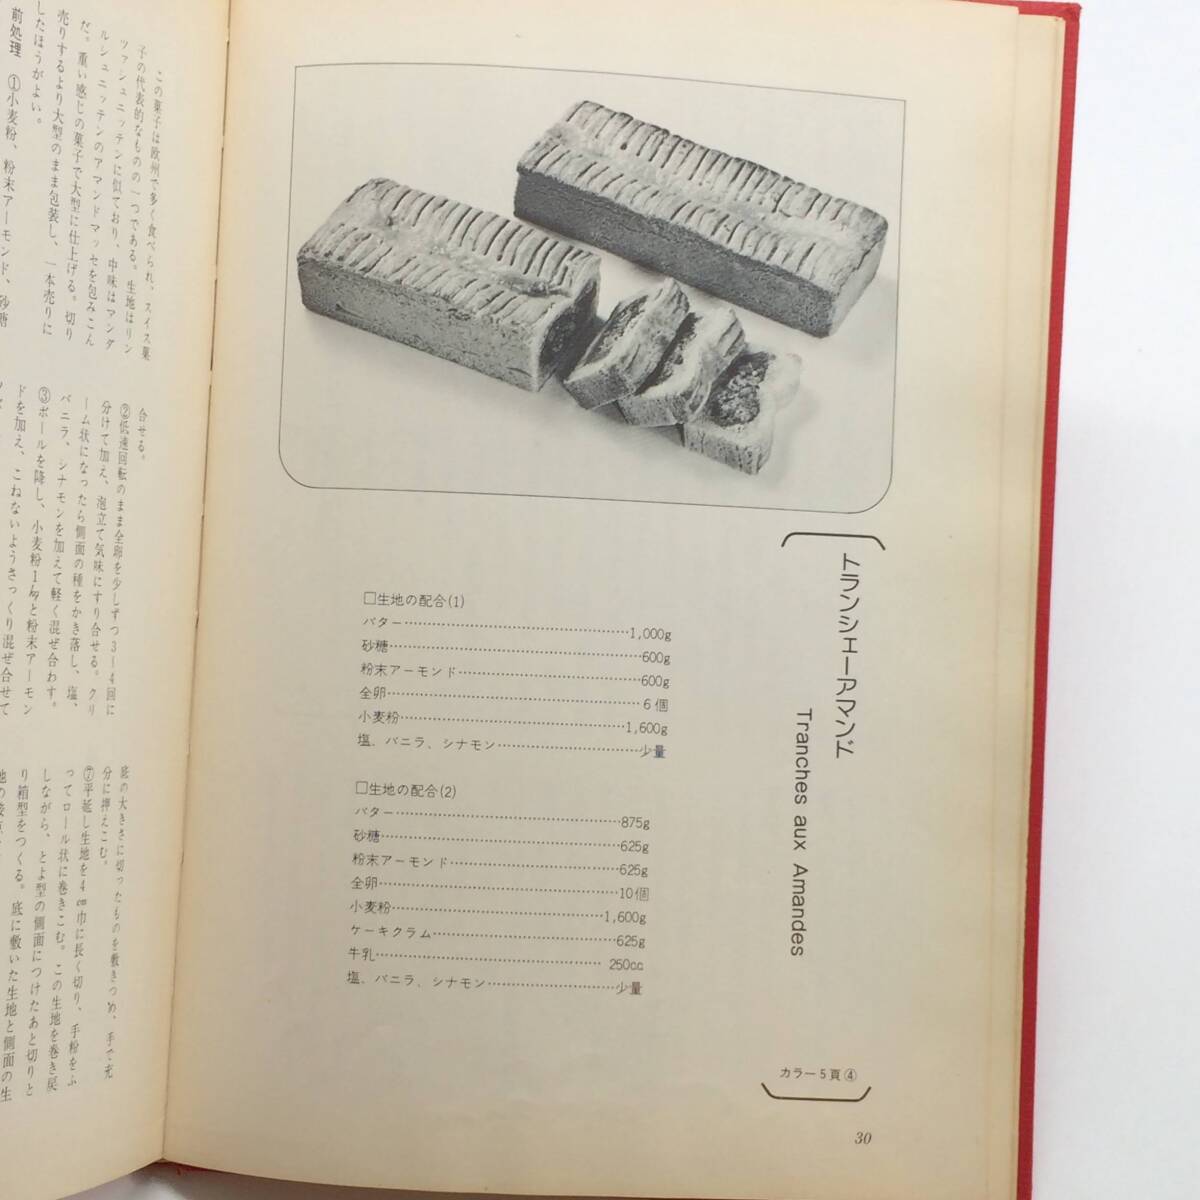 トランシェーアマンド
Tranches aux Amandes
カラー5頁④
□生地の配合(1)
バター……1,000g
砂糖……600g
粉末アーモンド……600g
全卵……6個
小麦粉……1,600g
塩、バニラ、シナモン……少量
□生地の配合(2)
バター……875g
砂糖……625g
粉末アーモンド……625g
全卵……10個
小麦粉……1,600g
ケーキクラム……625g
牛乳……250cc
塩、バニラ、シナモン……少量
30
この菓子は欧州で多く食べられ、スイス菓
子の代表的なものの一つである。生地はリン
ツァシュニッテンに似ており、中味はマンダ
ルシュニッテンのアマンドマッセを包みこん
だ。重い感じの菓子で大型に仕上げる。切り
売りするより大型のまま包装し、一本売りに
したほうがよい。
前処理 ①小麦粉、粉末アーモンド、砂糖
合せる。
②低速回転のまま全卵を少しずつ3―4回に
分けて加え、泡立て気味にすり合せる。クリ
ーム状になったら側面の種をかき落し、塩、
バニラ、シナモンを加えて軽く混ぜ合わす。
③ボールを降し、小麦粉1kgと粉末アーモン
ドを加え、こねないようさっくり混ぜ合せて
底の大きさに切ったものを敷きつめ、手で充
分に押えこむ。
⑦平延し生地を4cm巾に長く切り、手粉をふ
ってロール状に巻きこむ。この生地を巻き戻
しながら、とよ型の側面につけたあと切りと
り箱型をつくる。底に敷いた生地と側面の生